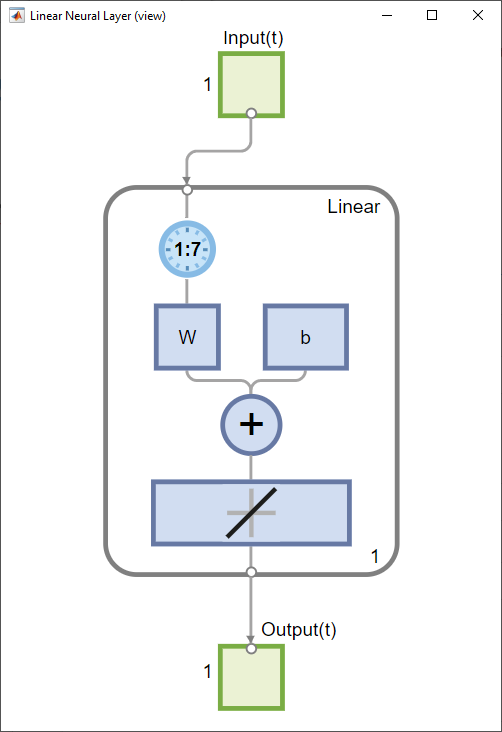 Linear Neural Layer (view)
Input(t)
1
Linear
1:7
W
b
+
1
Output(t)
1